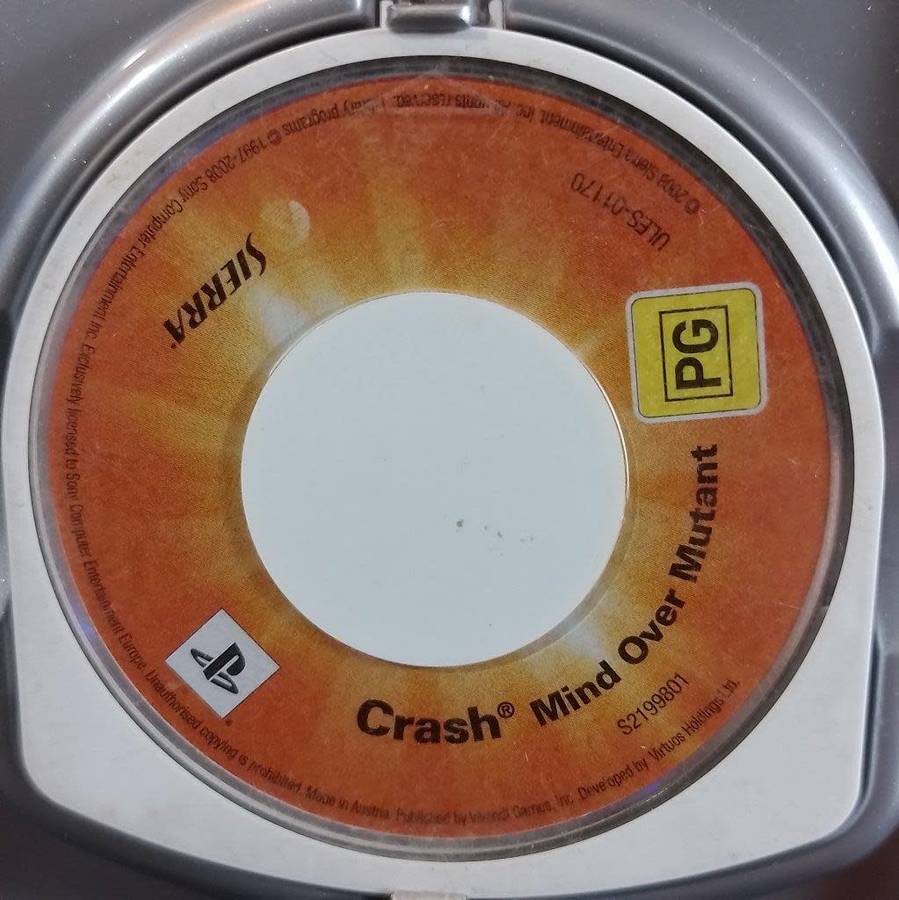 Crash® Mind Over Mutant
PG
ULES-01170
SIERRA
S2199801
© 2008 Sierra Entertainment, Inc. All rights reserved. Library programs © 1997-2008 Sony Computer Entertainment Inc. Exclusively licensed to Sony Computer Entertainment Europe. Unauthorised copying is prohibited. Made in Austria. Published by Vivendi Games, Inc. Developed by Virtuos Holdings Ltd.